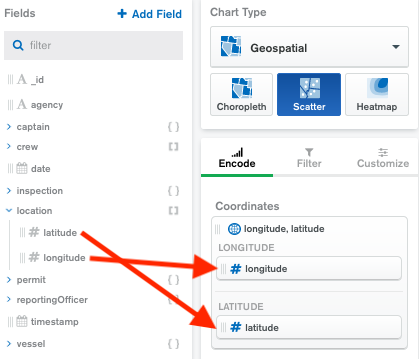 Fields
+ Add Field
filter
A _id
A agency
captain { }
crew [ ]
date
inspection { }
location [ ]
# latitude
# longitude
permit { }
reportingOfficer { }
timestamp
vessel { }
Chart Type
Geospatial
Choropleth Scatter Heatmap
Encode Filter Customize
Coordinates
longitude, latitude
LONGITUDE
# longitude
LATITUDE
# latitude